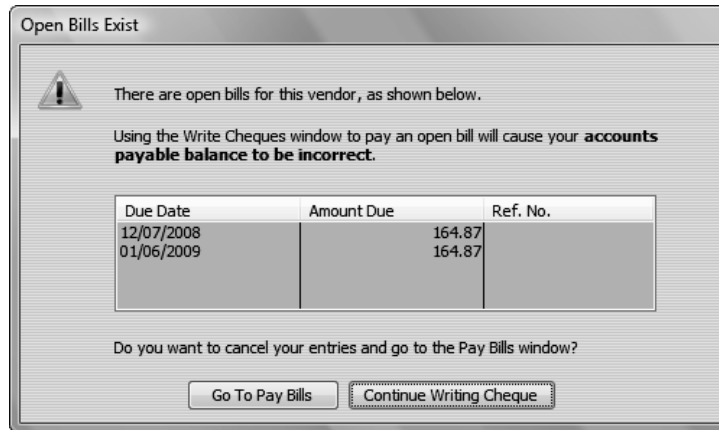 Open Bills Exist
There are open bills for this vendor, as shown below.
Using the Write Cheques window to pay an open bill will cause your accounts
payable balance to be incorrect.
Due Date Amount Due Ref. No.
12/07/2008 164.87
01/06/2009 164.87
Do you want to cancel your entries and go to the Pay Bills window?
Go To Pay Bills Continue Writing Cheque